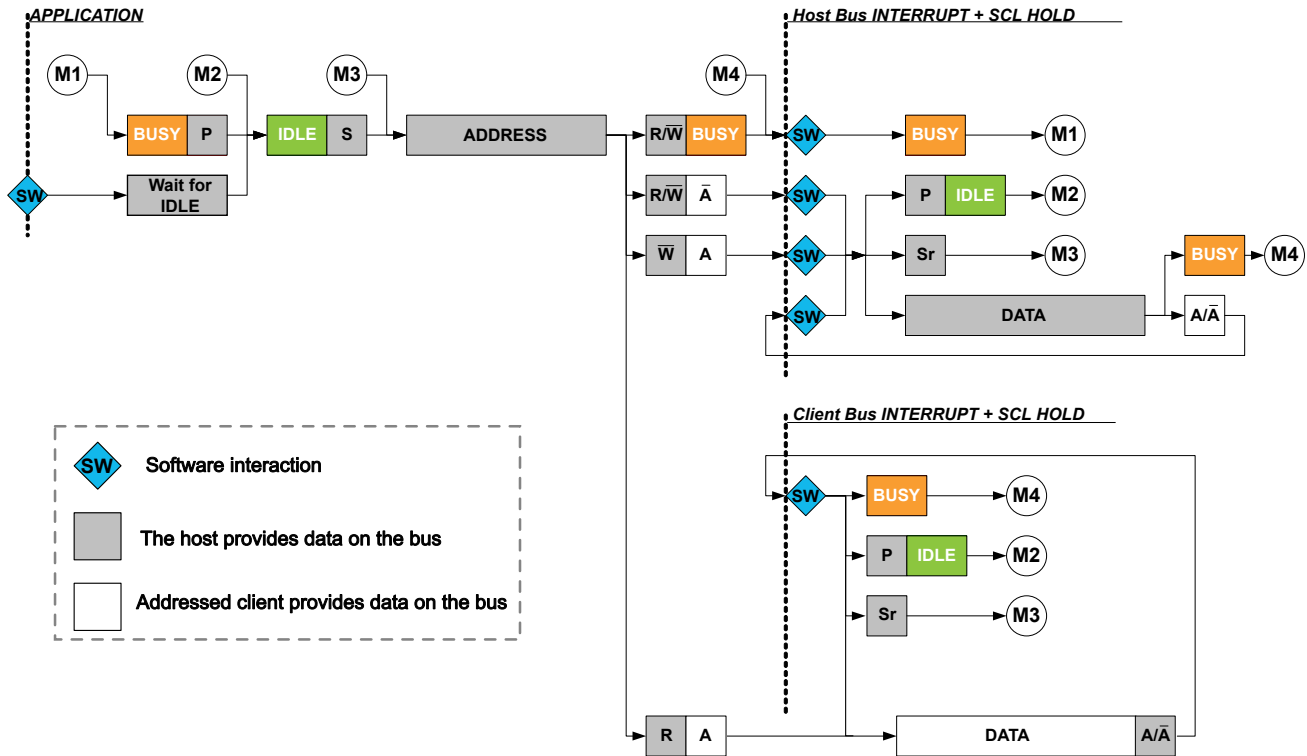 APPLICATION
Host Bus INTERRUPT + SCL HOLD
M1
M2
M3
M4
BUSY P
IDLE S
ADDRESS
R/W̅ BUSY
SW
BUSY
M1
SW
Wait for
IDLE
R/W̅ A̅
SW
P IDLE
M2
W̅ A
SW
Sr
M3
BUSY
M4
SW
DATA
A/A̅
Client Bus INTERRUPT + SCL HOLD
SW Software interaction
The host provides data on the bus
Addressed client provides data on the bus
SW
BUSY
M4
P IDLE
M2
Sr
M3
R A
DATA A/A̅